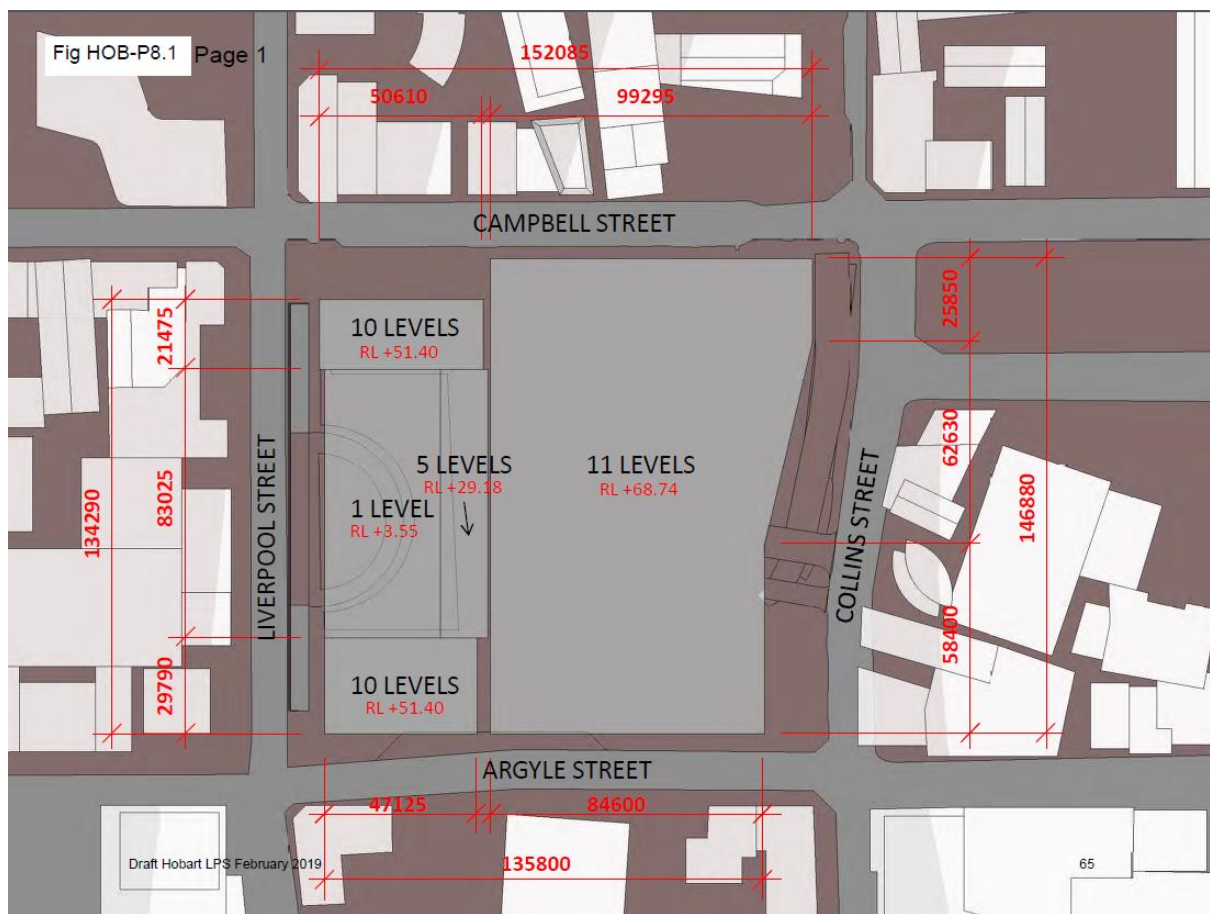 Fig HOB-P8.1 Page 1
152085
50610
99295
CAMPBELL STREET
21475
83025
134290
29790
LIVERPOOL STREET
10 LEVELS
RL +51.40
5 LEVELS
RL +29.18
1 LEVEL
RL +3.55
11 LEVELS
RL +68.74
10 LEVELS
RL +51.40
COLLINS STREET
25850
62630
146880
58400
ARGYLE STREET
47125
84600
135800
Draft Hobart LPS February 2019
65